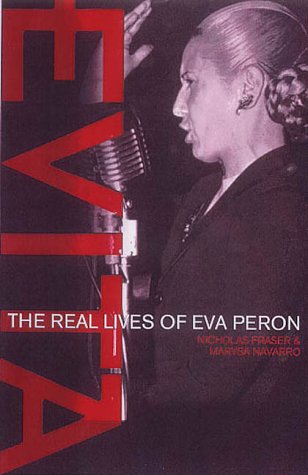 EVITA
THE REAL LIVES OF EVA PERON
NICHOLAS FRASER &
MARYSA NAVARRO